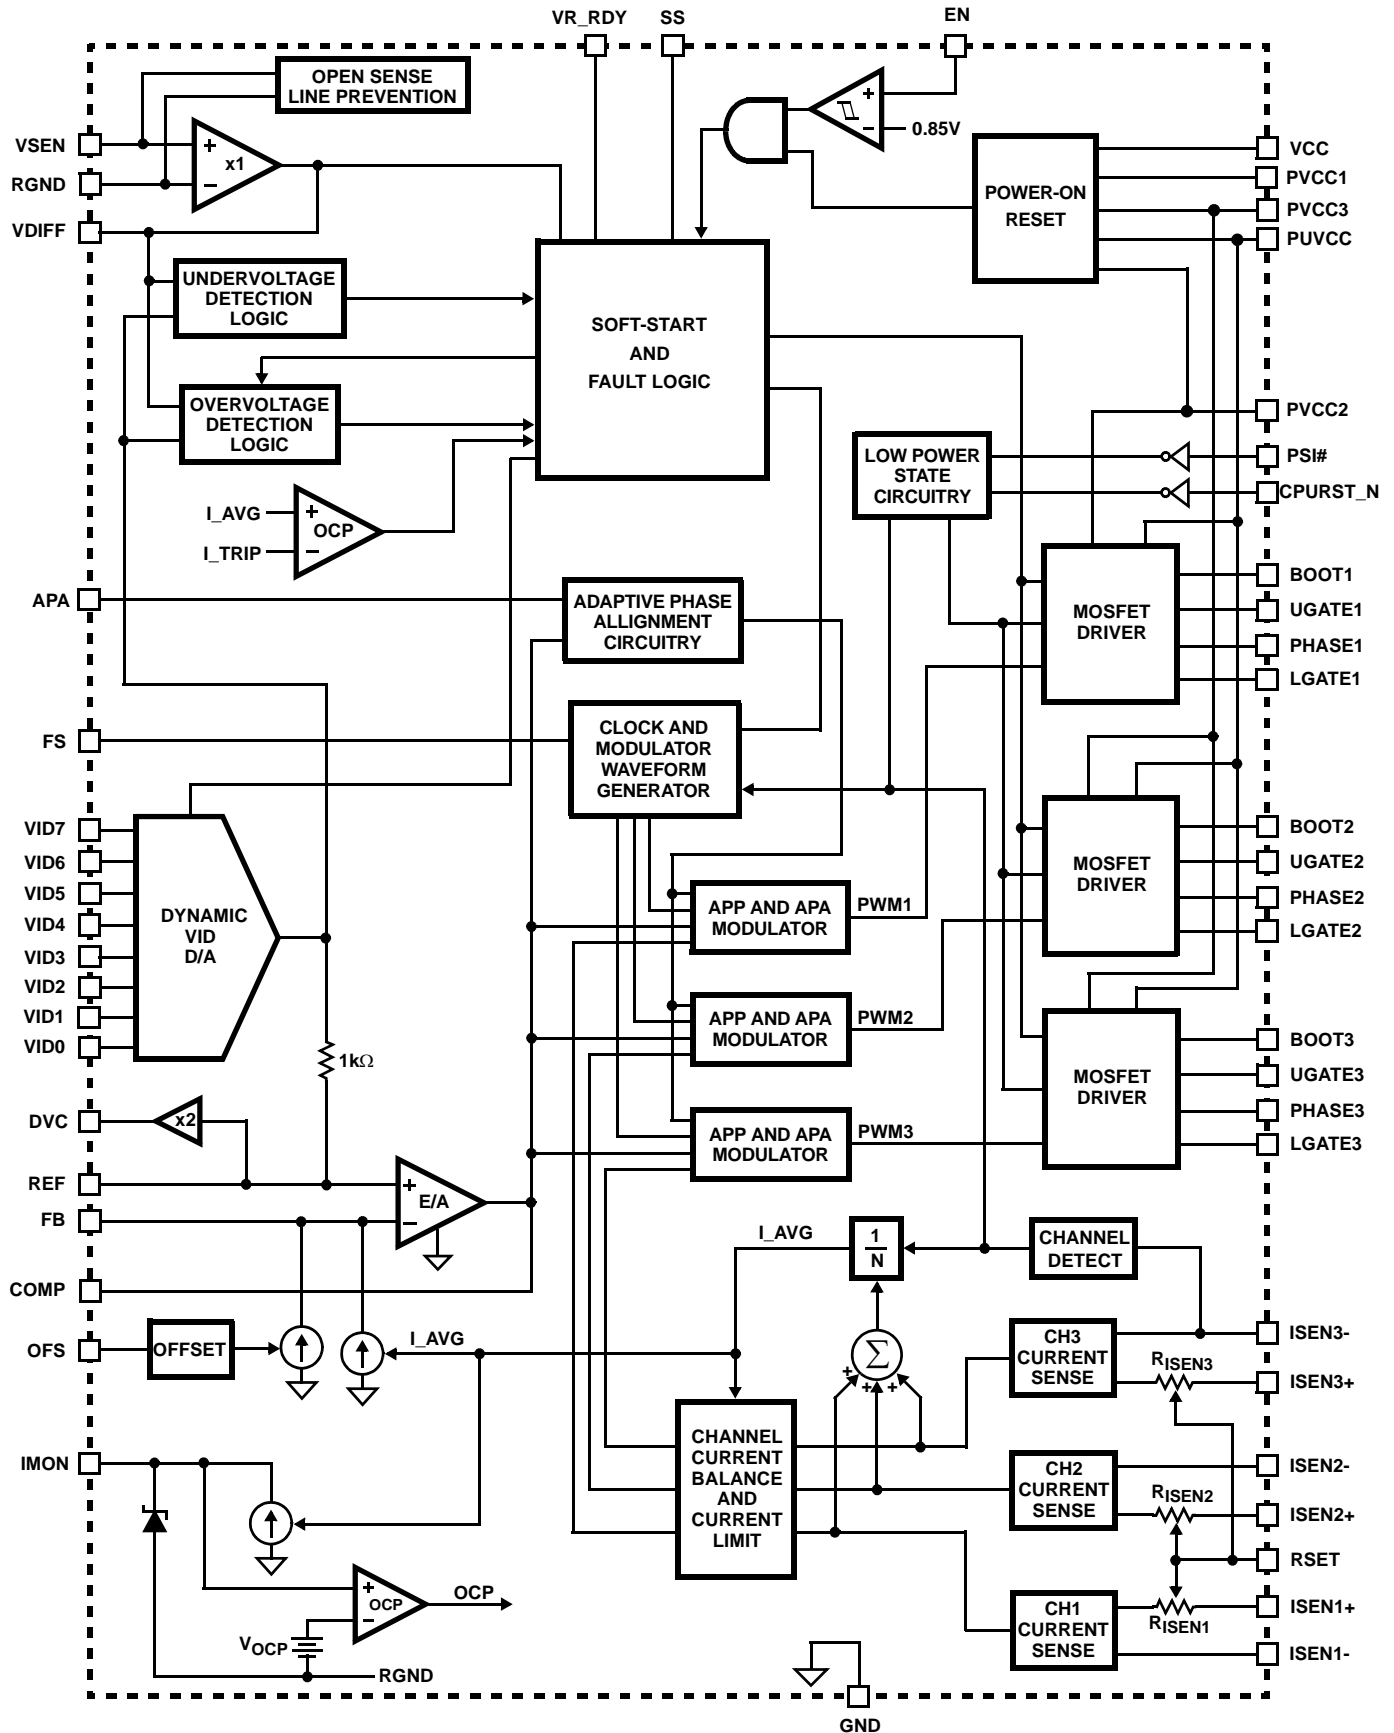 VR_RDY
SS
EN
OPEN SENSE
LINE PREVENTION
VSEN
RGND
VDIFF
+
x1
−
+
−
0.85V
POWER-ON
RESET
VCC
PVCC1
PVCC3
PUVCC
UNDERVOLTAGE
DETECTION
LOGIC
OVERVOLTAGE
DETECTION
LOGIC
SOFT-START
AND
FAULT LOGIC
I_AVG
I_TRIP
+
OCP
−
LOW POWER
STATE
CIRCUITRY
PVCC2
PSI#
CPURST_N
APA
ADAPTIVE PHASE
ALLIGNMENT
CIRCUITRY
MOSFET
DRIVER
BOOT1
UGATE1
PHASE1
LGATE1
FS
CLOCK AND
MODULATOR
WAVEFORM
GENERATOR
VID7
VID6
VID5
VID4
VID3
VID2
VID1
VID0
DYNAMIC
VID
D/A
APP AND APA
MODULATOR
PWM1
MOSFET
DRIVER
BOOT2
UGATE2
PHASE2
LGATE2
APP AND APA
MODULATOR
PWM2
1kΩ
MOSFET
DRIVER
BOOT3
UGATE3
PHASE3
LGATE3
DVC
x2
APP AND APA
MODULATOR
PWM3
REF
FB
+
E/A
−
COMP
I_AVG
1
N
CHANNEL
DETECT
OFS
OFFSET
I_AVG
Σ
+
+
+
CH3
CURRENT
SENSE
RISEN3
ISEN3-
ISEN3+
IMON
CHANNEL
CURRENT
BALANCE
AND
CURRENT
LIMIT
CH2
CURRENT
SENSE
RISEN2
ISEN2-
ISEN2+
RSET
+
OCP
−
OCP
VOCP
RGND
CH1
CURRENT
SENSE
RISEN1
ISEN1+
ISEN1-
GND